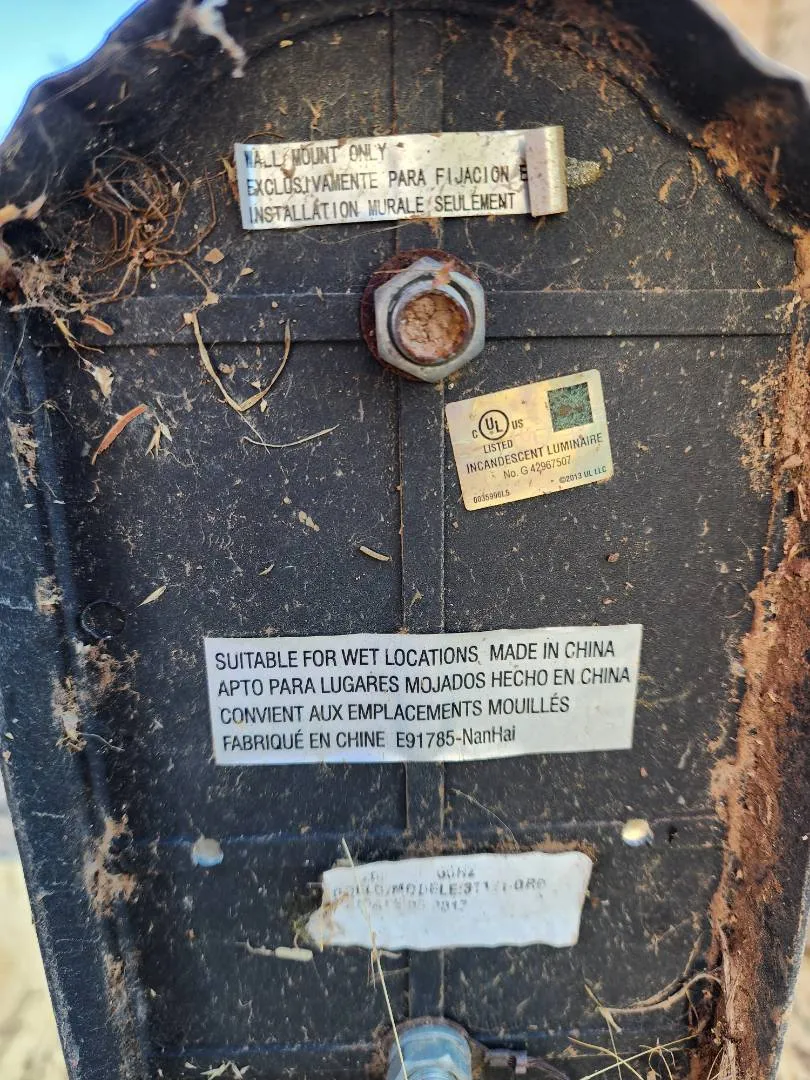 WALL MOUNT ONLY
EXCLUSIVAMENTE PARA FIJACION E
INSTALLATION MURALE SEULEMENT
C UL US
LISTED
INCANDESCENT LUMINAIRE
No. G 42967507
0035990L5 ©2013 UL LLC
SUITABLE FOR WET LOCATIONS MADE IN CHINA
APTO PARA LUGARES MOJADOS HECHO EN CHINA
CONVIENT AUX EMPLACEMENTS MOUILLÉS
FABRIQUÉ EN CHINE E91785-NanHai